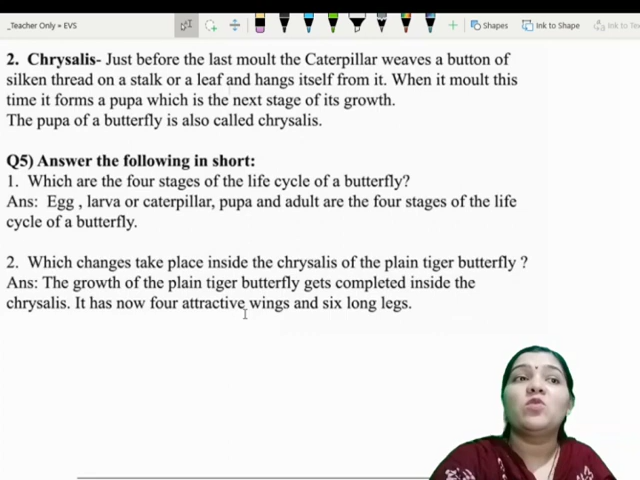 _Teacher Only » EVS
Shapes
Ink to Shape
Ink to Tex
2. Chrysalis- Just before the last moult the Caterpillar weaves a button of
silken thread on a stalk or a leaf and hangs itself from it. When it moult this
time it forms a pupa which is the next stage of its growth.
The pupa of a butterfly is also called chrysalis.
Q5) Answer the following in short:
1. Which are the four stages of the life cycle of a butterfly?
Ans: Egg , larva or caterpillar, pupa and adult are the four stages of the life
cycle of a butterfly.
2. Which changes take place inside the chrysalis of the plain tiger butterfly ?
Ans: The growth of the plain tiger butterfly gets completed inside the
chrysalis. It has now four attractive wings and six long legs.